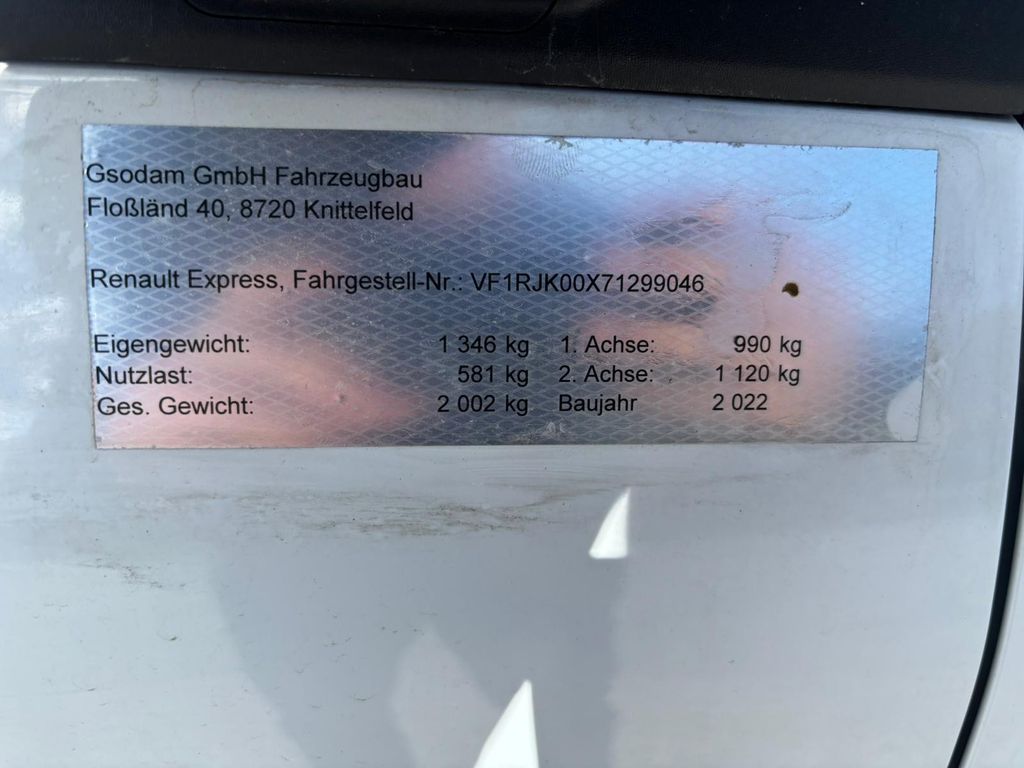 Gsodam GmbH Fahrzeugbau
Floßländ 40, 8720 Knittelfeld
Renault Express, Fahrgestell-Nr.: VF1RJK00X71299046
Eigengewicht: 1 346 kg 1. Achse: 990 kg
Nutzlast: 581 kg 2. Achse: 1 120 kg
Ges. Gewicht: 2 002 kg Baujahr 2 022